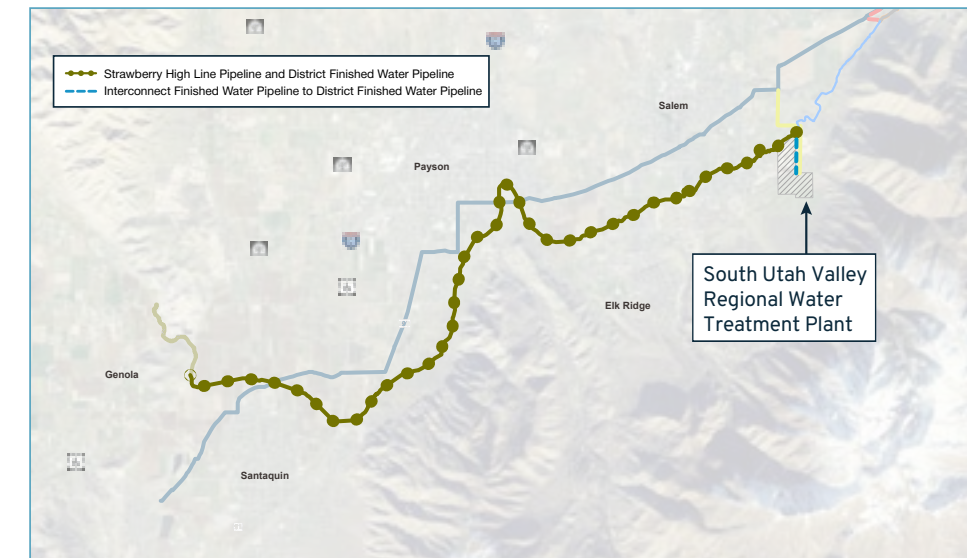 Strawberry High Line Pipeline and District Finished Water Pipeline
Interconnect Finished Water Pipeline to District Finished Water Pipeline
Salem
Payson
South Utah Valley
Regional Water
Treatment Plant
Elk Ridge
Genola
Santaquin